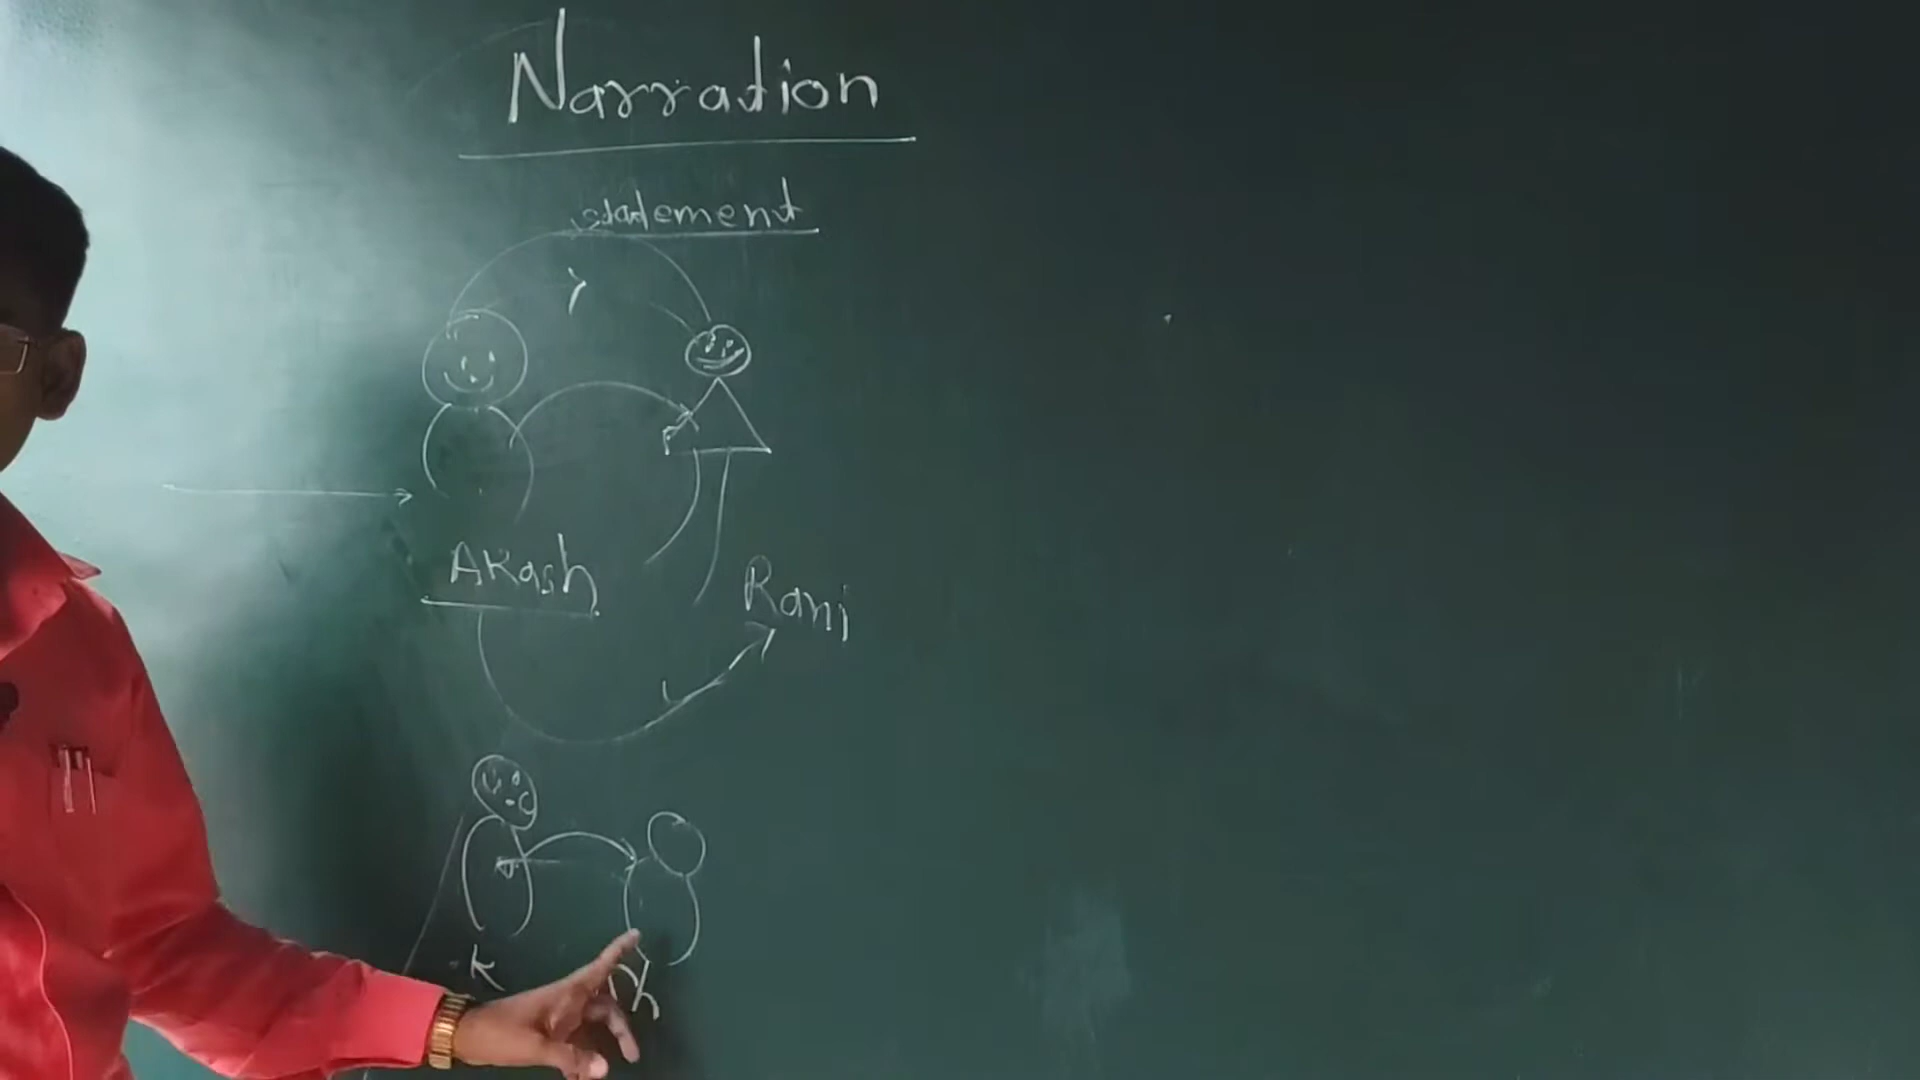 Narration
statement
Akash
Rani
K